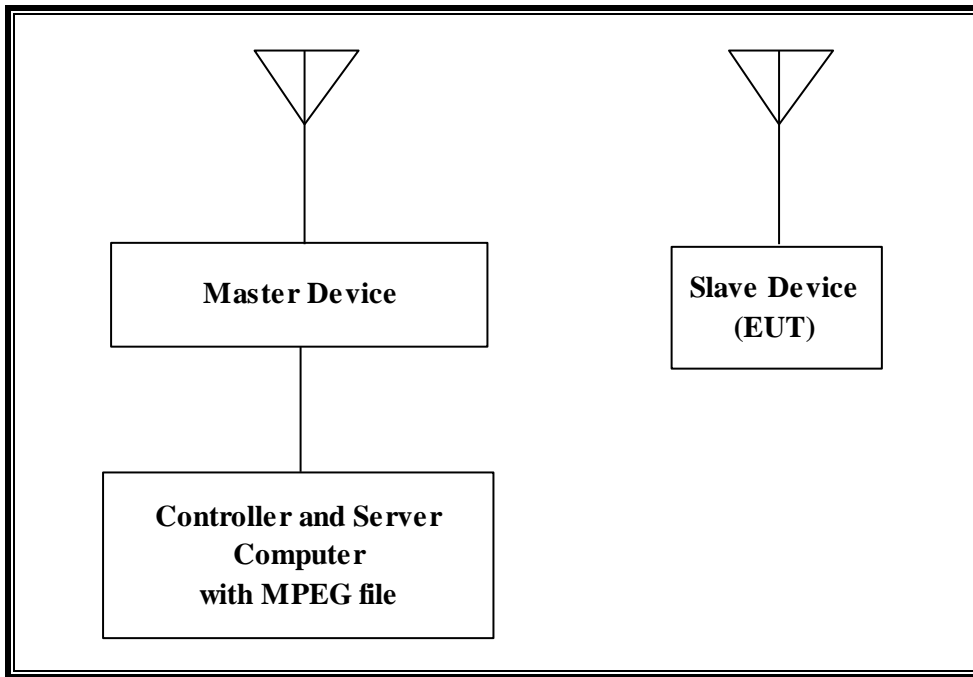 Master Device
Slave Device
(EUT)
Controller and Server
Computer
with MPEG file